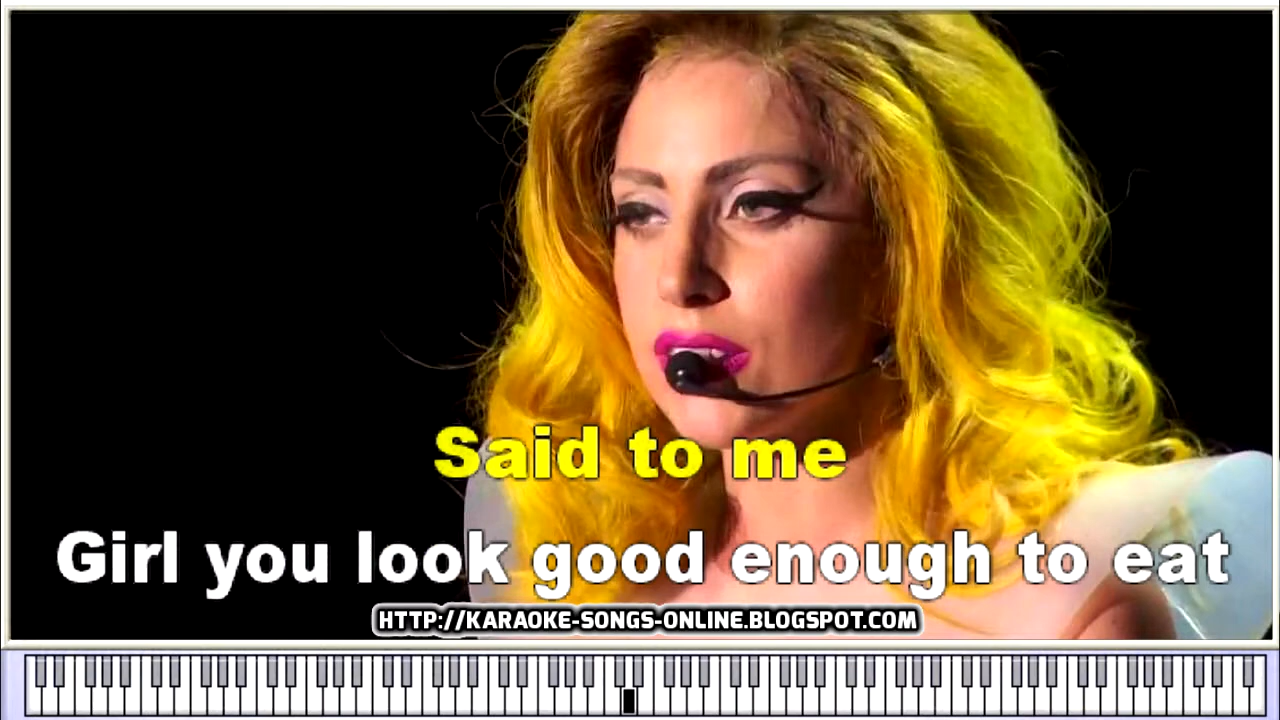 Said to me
Girl you look good enough to eat
HTTP://KARAOKE-SONGS-ONLINE.BLOGSPOT.COM